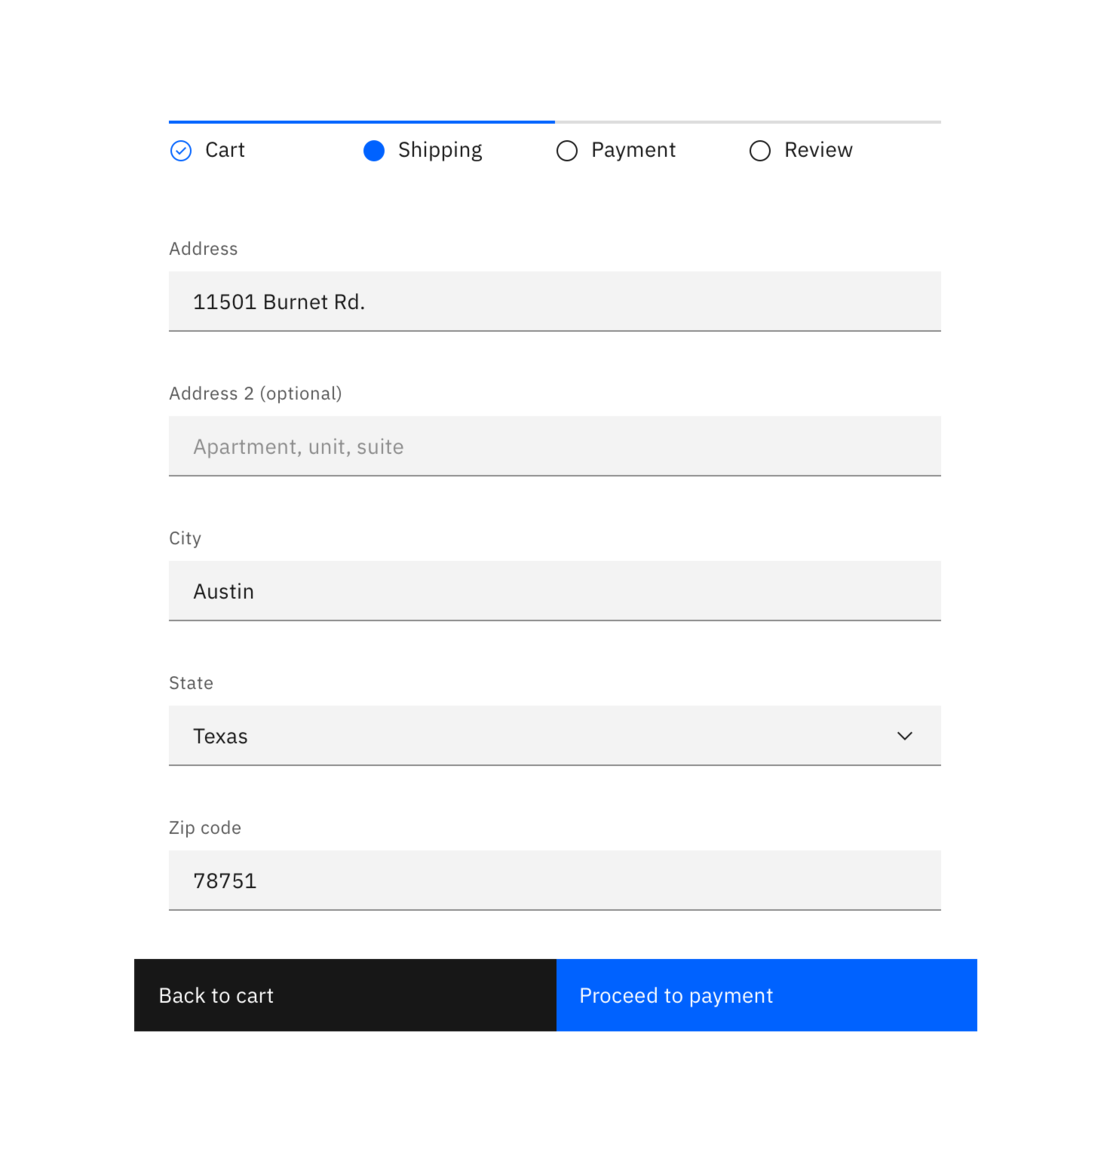 Cart Shipping Payment Review
Address
11501 Burnet Rd.
Address 2 (optional)
Apartment, unit, suite
City
Austin
State
Texas
Zip code
78751
Back to cart Proceed to payment